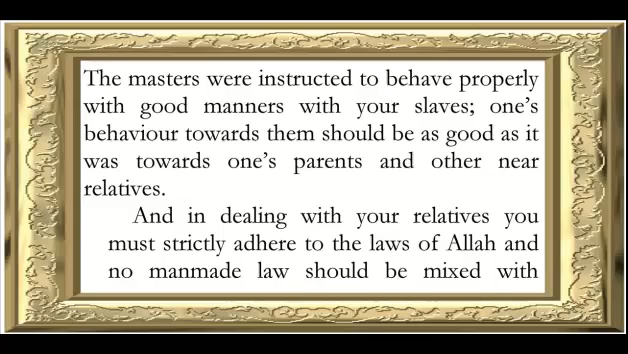 The masters were instructed to behave properly
with good manners with your slaves; one’s
behaviour towards them should be as good as it
was towards one’s parents and other near
relatives.
And in dealing with your relatives you
must strictly adhere to the laws of Allah and
no manmade law should be mixed with